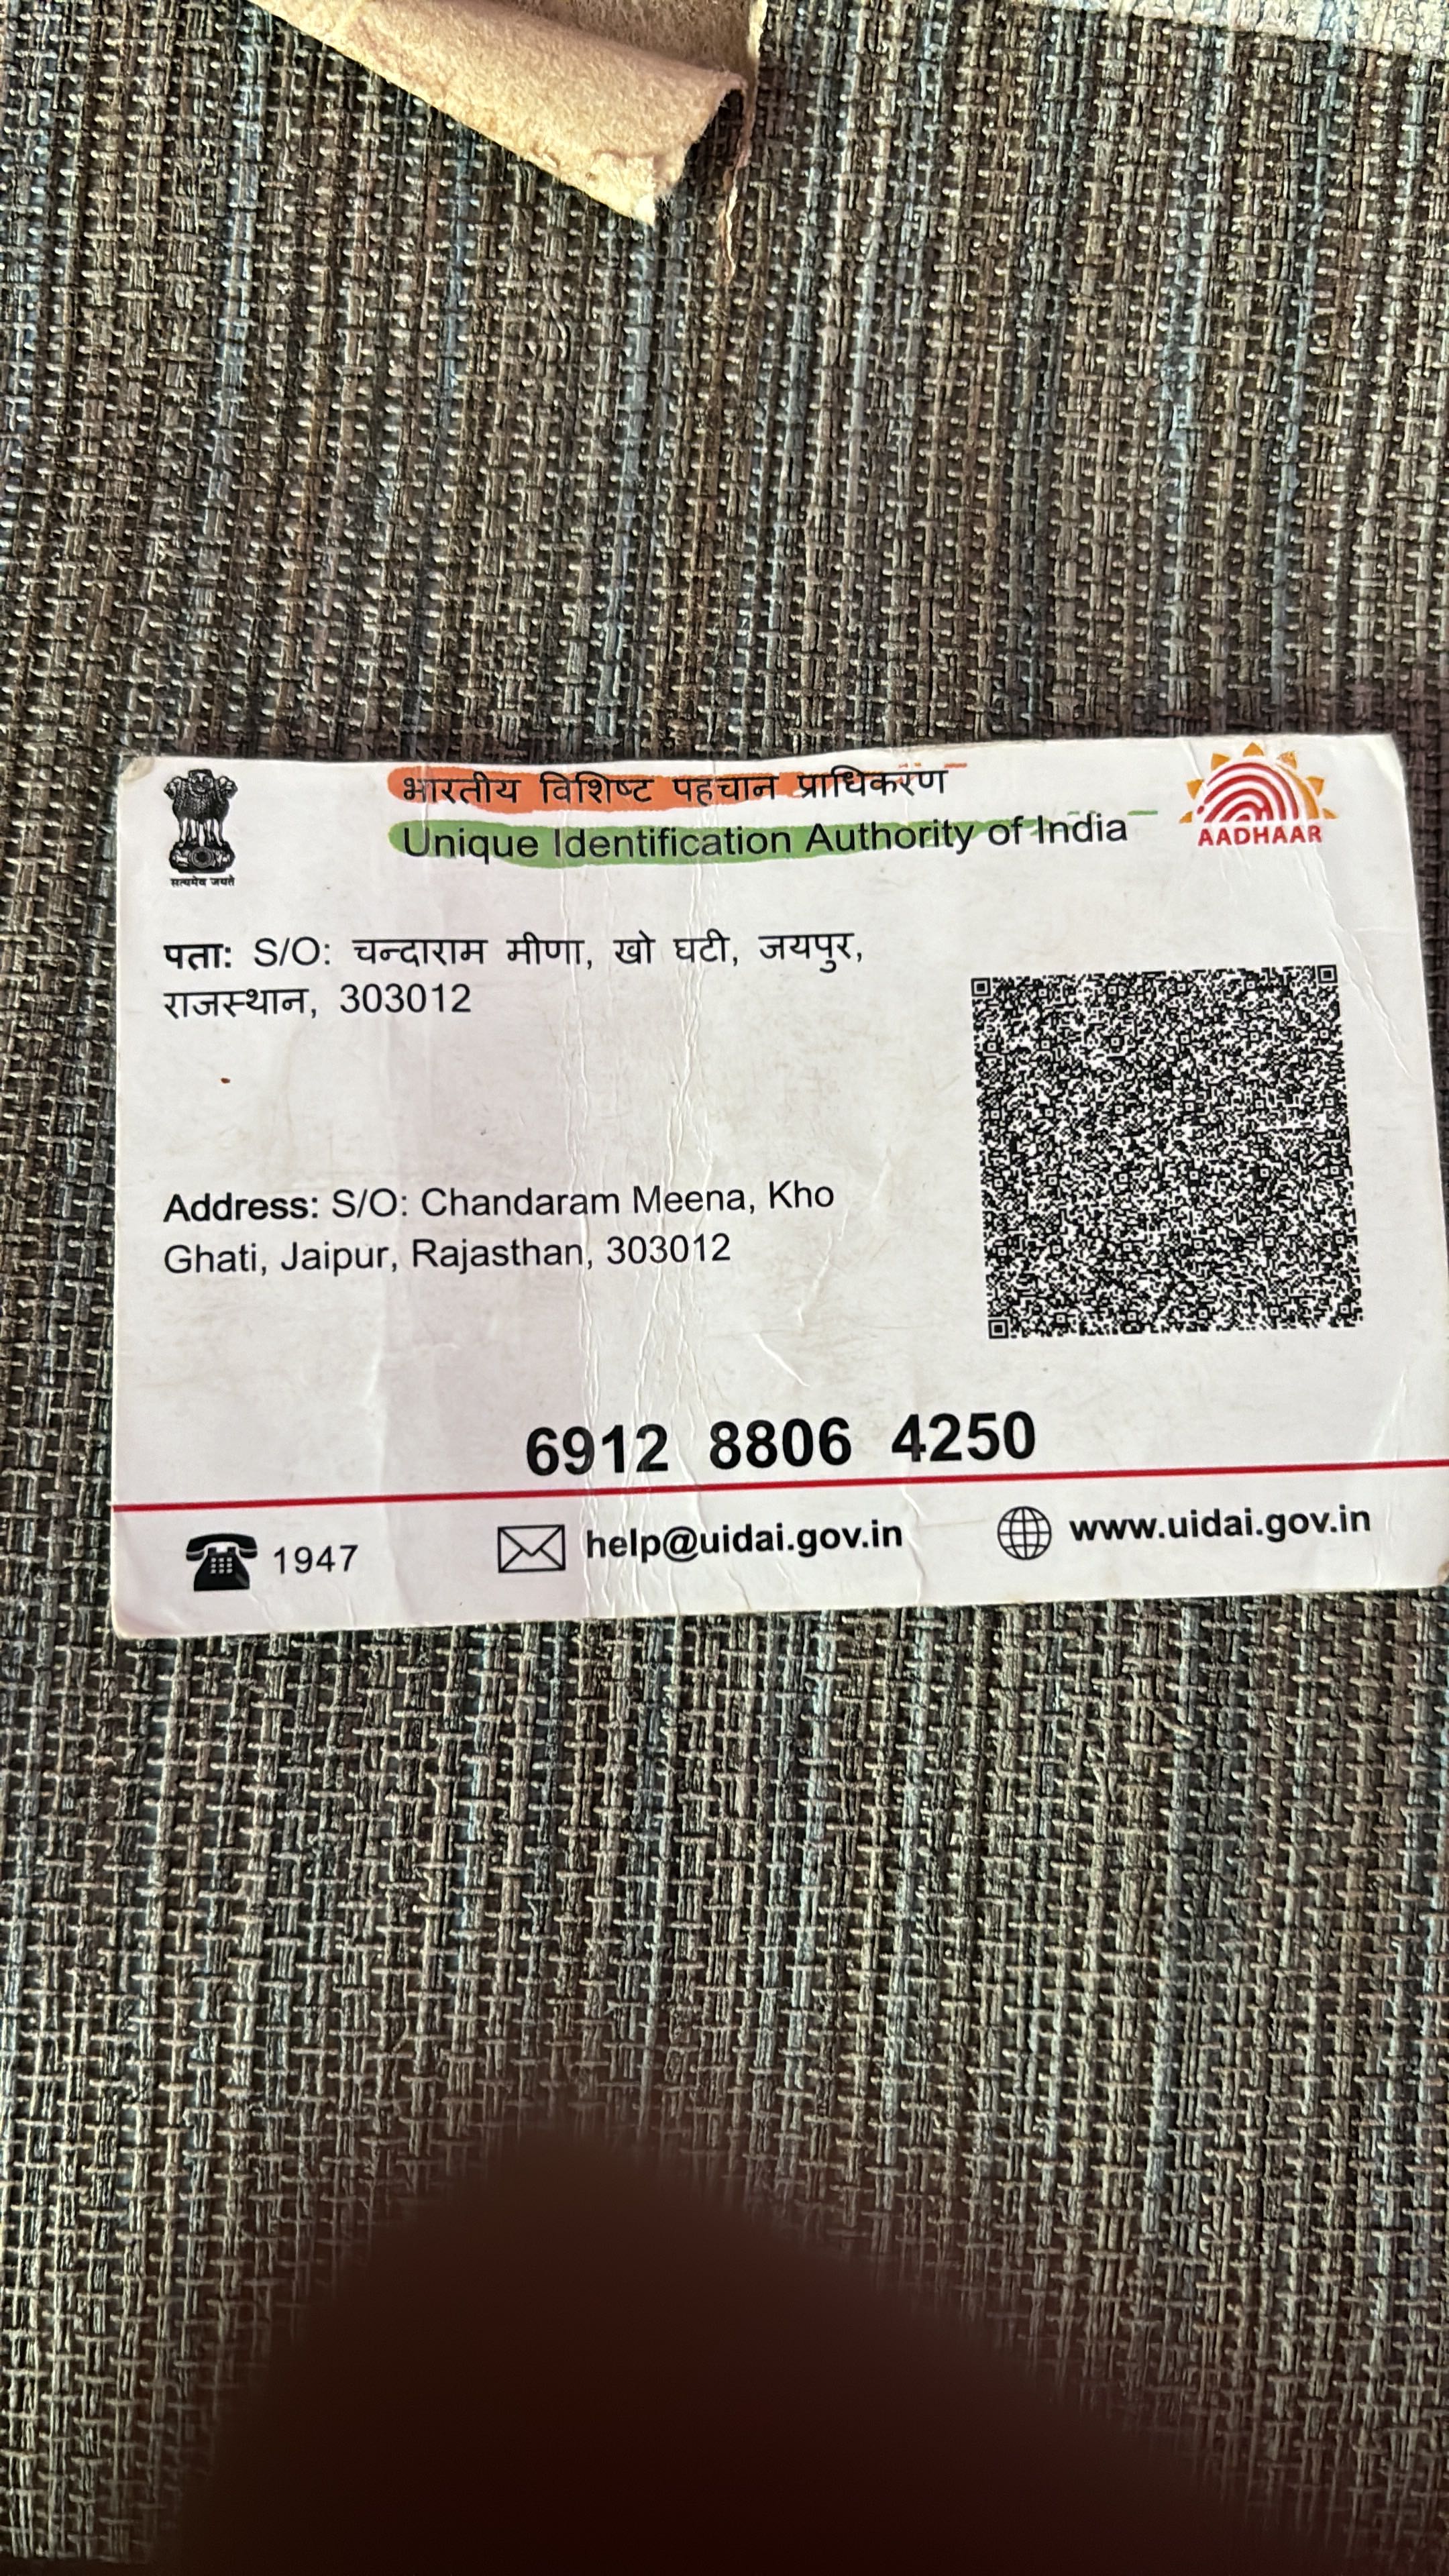 भारतीय विशिष्ट पहचान प्राधिकरण
Unique Identification Authority of India
AADHAAR
सत्यमेव जयते
पता: S/O: चन्दाराम मीणा, खो घटी, जयपुर,
राजस्थान, 303012
Address: S/O: Chandaram Meena, Kho
Ghati, Jaipur, Rajasthan, 303012
6912 8806 4250
1947
help@uidai.gov.in
www.uidai.gov.in